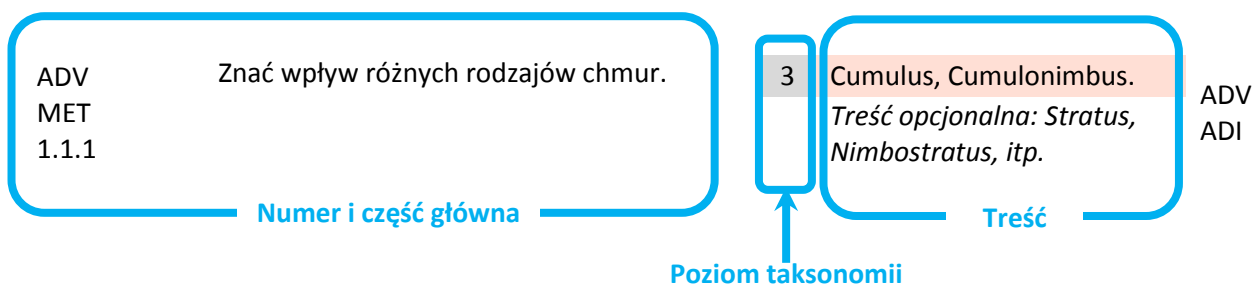 ADV
MET
1.1.1
Znać wpływ różnych rodzajów chmur.
3
Cumulus, Cumulonimbus.
Treść opcjonalna: Stratus,
Nimbostratus, itp.
ADV
ADI
Numer i część główna
Treść
Poziom taksonomii